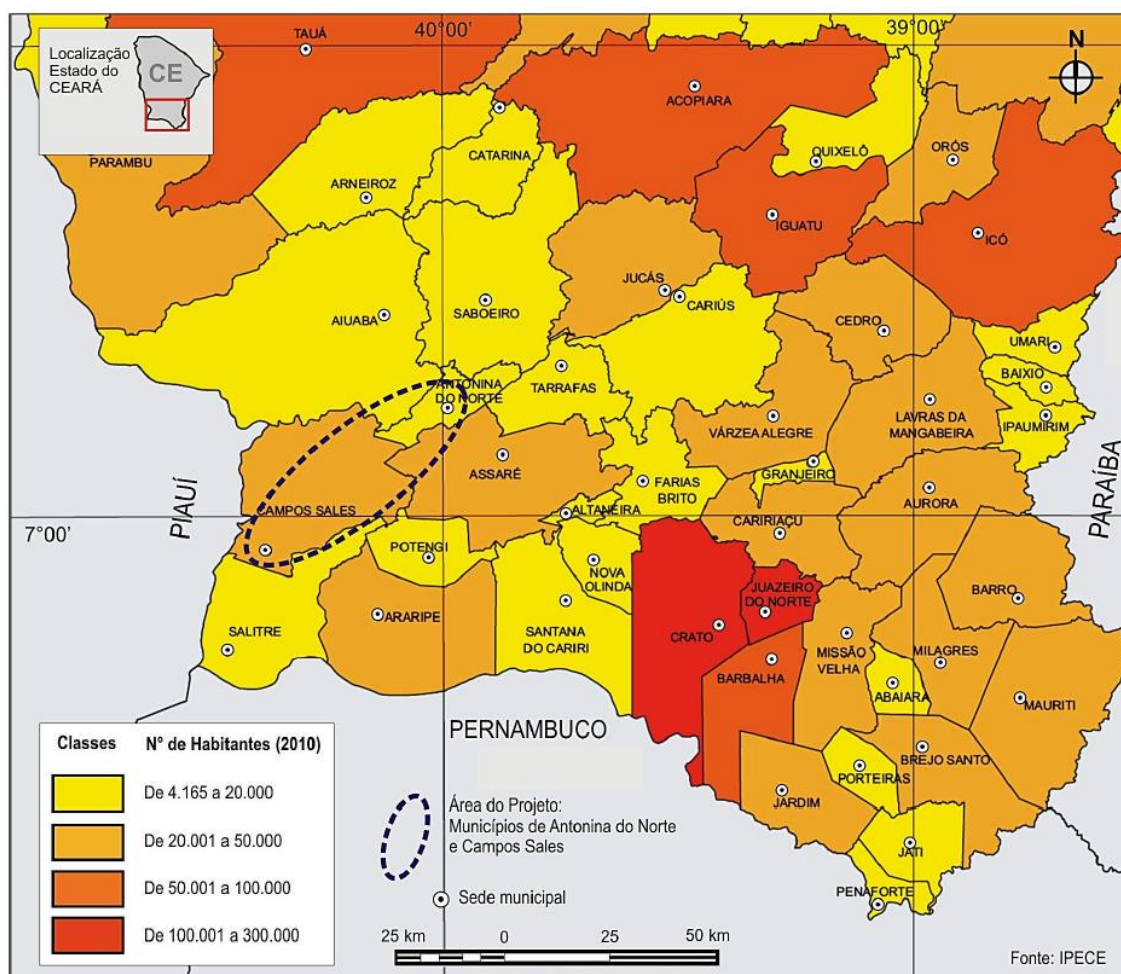 Localização
Estado do
CEARÁ
CE
40°00'
39°00'
N
TAUÁ
ACOPIARA
PARAMBU
CATARINA
QUIXELÔ
ORÓS
ARNEIROZ
IGUATU
ICÓ
JUCÁS
CARIÚS
SABOEIRO
AIUABA
CEDRO
UMARI
BAIXIO
ANTONINA
DO NORTE
TARRAFAS
IPAUMIRIM
LAVRAS DA
MANGABEIRA
VÁRZEA ALEGRE
ASSARÉ
GRANJEIRO
FARIAS
BRITO
AURORA
PIAUÍ
PARAÍBA
CAMPOS SALES
ALTANEIRA
CARIRIAÇU
7°00'
POTENGI
NOVA
OLINDA
JUAZEIRO
DO NORTE
BARRO
ARARIPE
SALITRE
SANTANA
DO CARIRI
CRATO
MISSÃO
VELHA
MILAGRES
BARBALHA
ABAIARA
MAURITI
PERNAMBUCO
BREJO SANTO
PORTEIRAS
JARDIM
JATI
PENAFORTE
Classes Nº de Habitantes (2010)
De 4.165 a 20.000
De 20.001 a 50.000
De 50.001 a 100.000
De 100.001 a 300.000
Área do Projeto:
Municípios de Antonina do Norte
e Campos Sales
Sede municipal
25 km 0 25 50 km
Fonte: IPECE